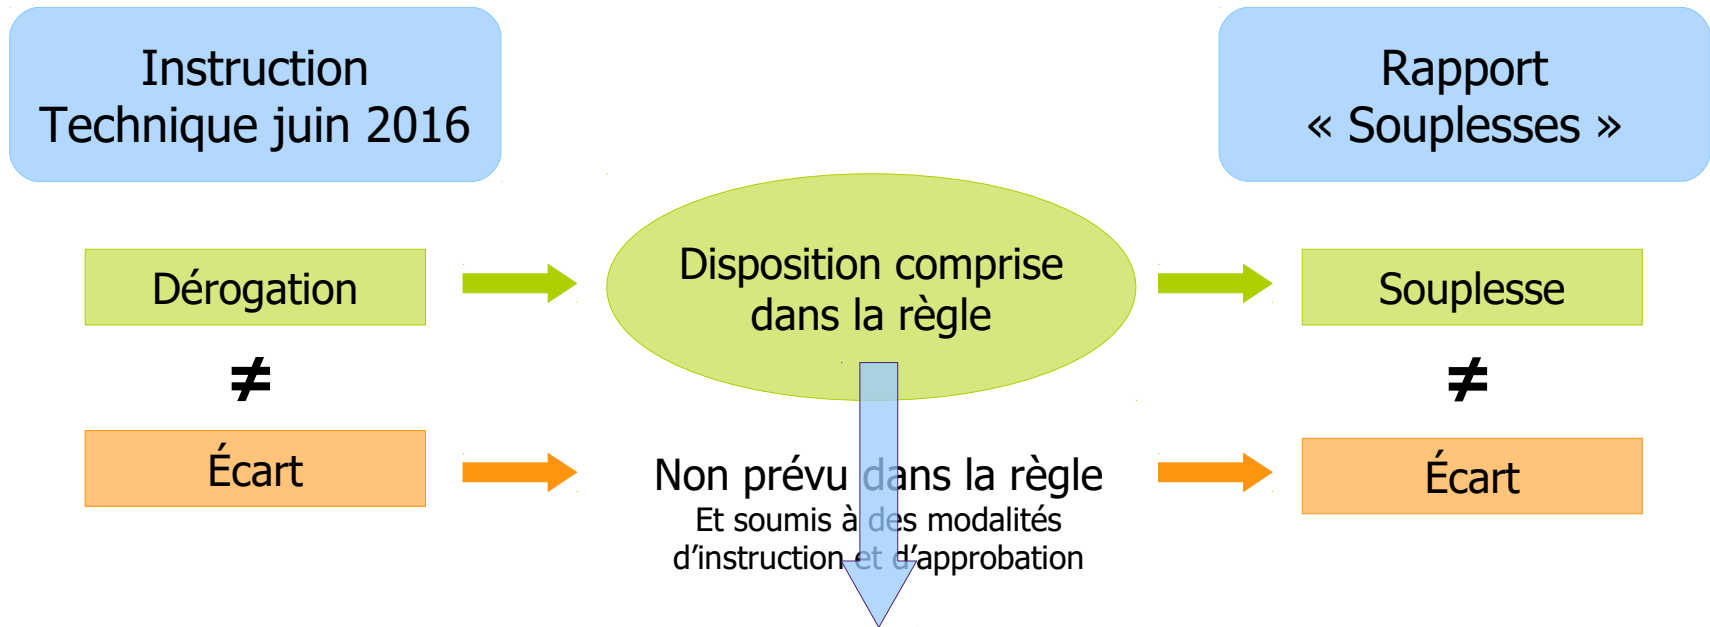 Instruction
Technique juin 2016
Rapport
« Souplesses »
Dérogation
Disposition comprise
dans la règle
Souplesse
≠
≠
Écart
Non prévu dans la règle
Et soumis à des modalités
d’instruction et d’approbation
Écart